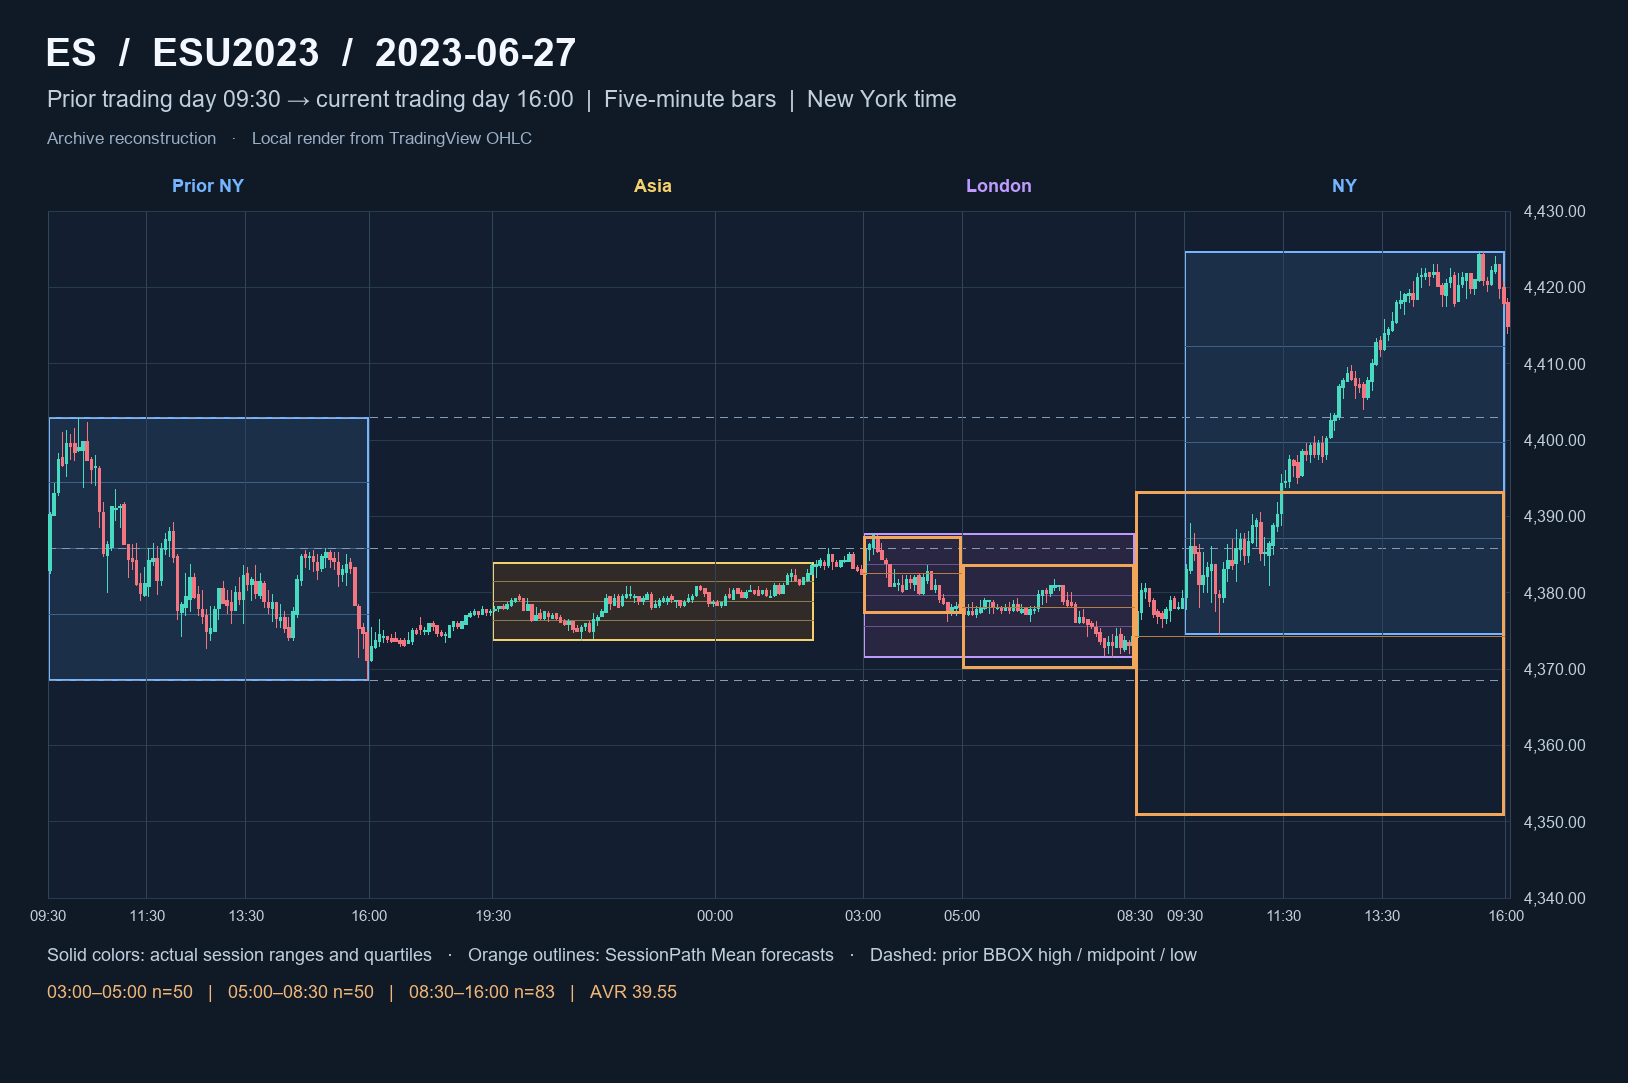 ES / ESU2023 / 2023-06-27
Prior trading day 09:30 → current trading day 16:00 | Five-minute bars | New York time
Archive reconstruction · Local render from TradingView OHLC
Prior NY Asia London NY
4,430.00
4,420.00
4,410.00
4,400.00
4,390.00
4,380.00
4,370.00
4,360.00
4,350.00
4,340.00
09:30 11:30 13:30 16:00 19:30 00:00 03:00 05:00 08:30 09:30 11:30 13:30 16:00
Solid colors: actual session ranges and quartiles · Orange outlines: SessionPath Mean forecasts · Dashed: prior BBOX high / midpoint / low
03:00–05:00 n=50 | 05:00–08:30 n=50 | 08:30–16:00 n=83 | AVR 39.55